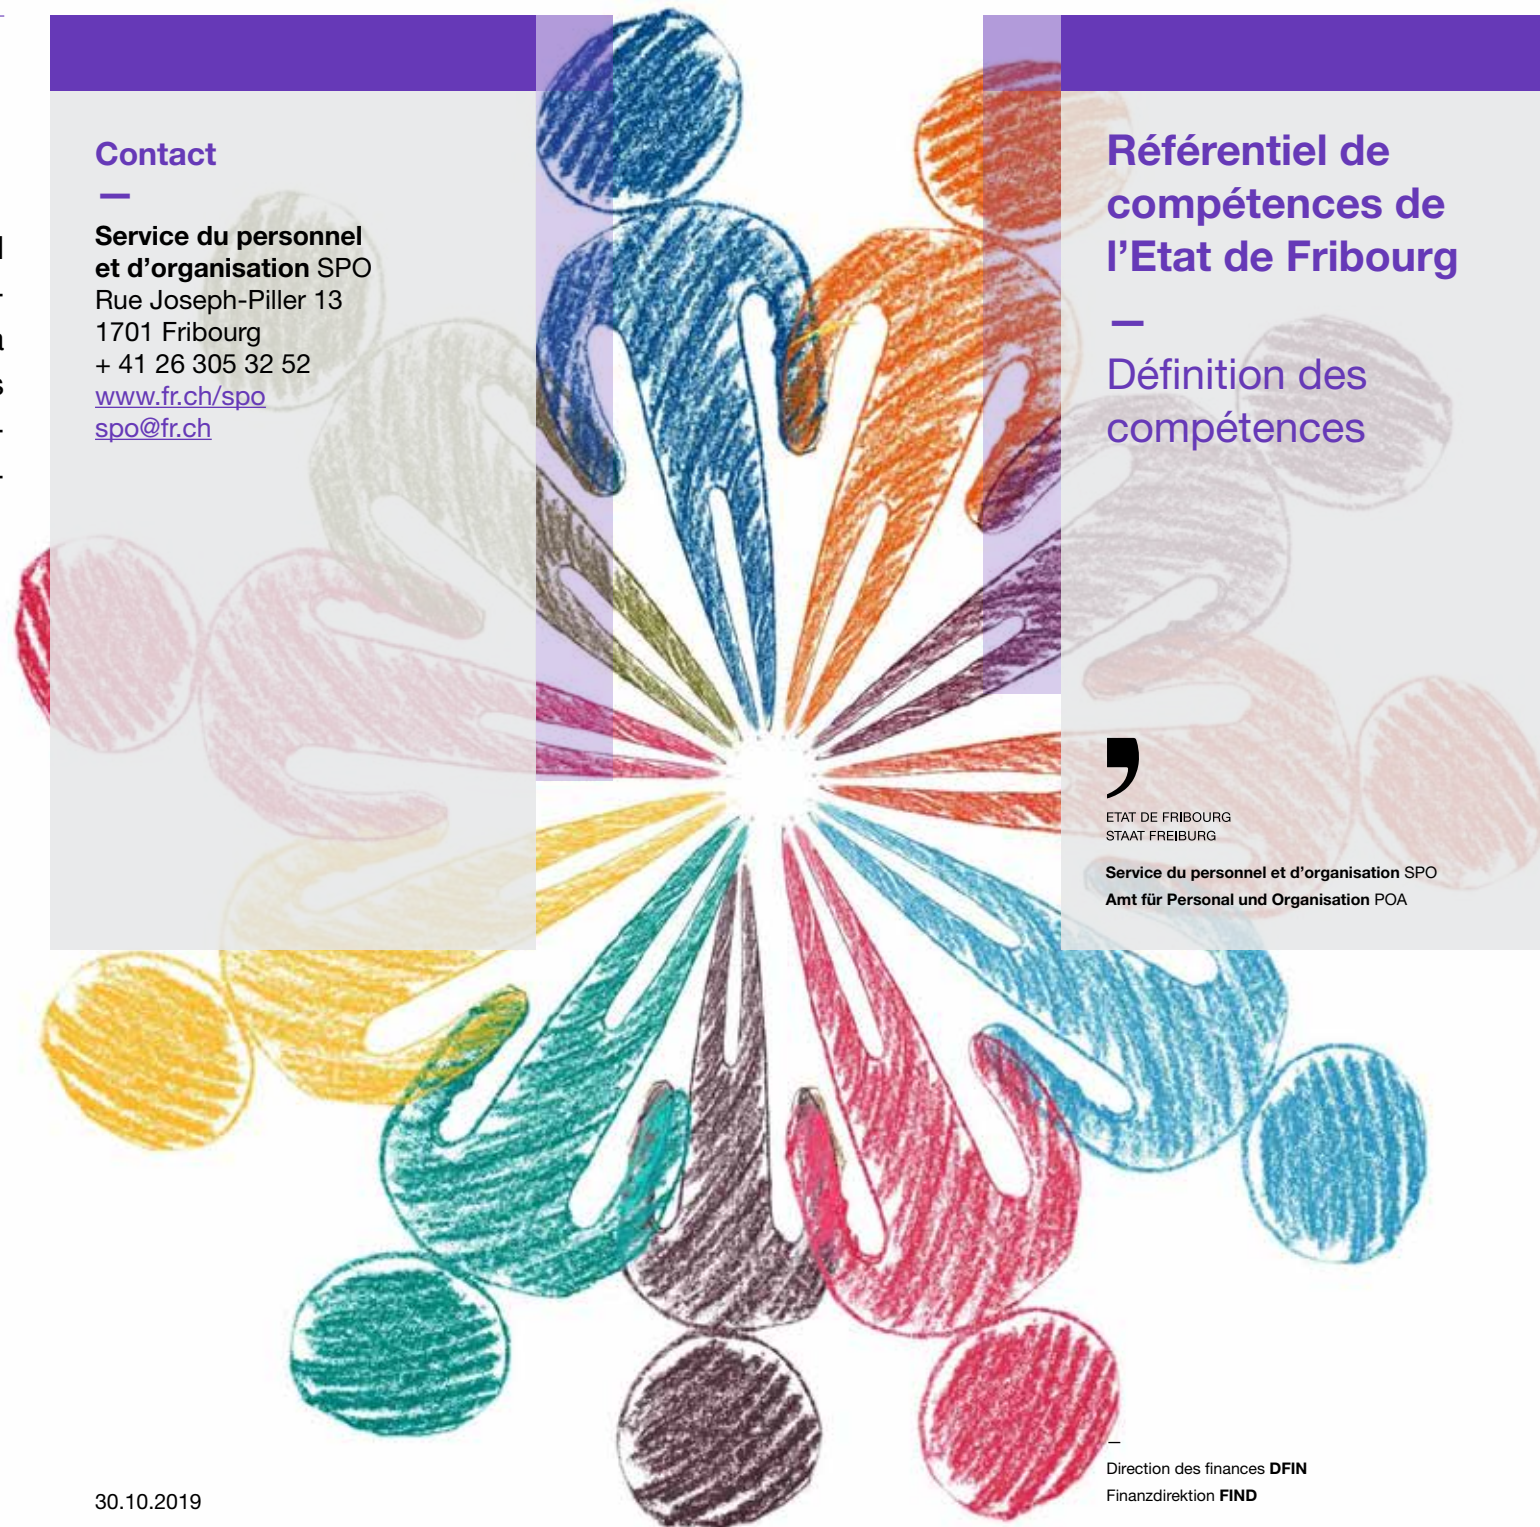 Contact
—
Service du personnel
et d’organisation SPO
Rue Joseph-Piller 13
1701 Fribourg
+ 41 26 305 32 52
www.fr.ch/spo
spo@fr.ch
30.10.2019
Référentiel de
compétences de
l’Etat de Fribourg
—
Définition des
compétences
ETAT DE FRIBOURG
STAAT FREIBURG
Service du personnel et d’organisation SPO
Amt für Personal und Organisation POA
—
Direction des finances DFIN
Finanzdirektion FIND